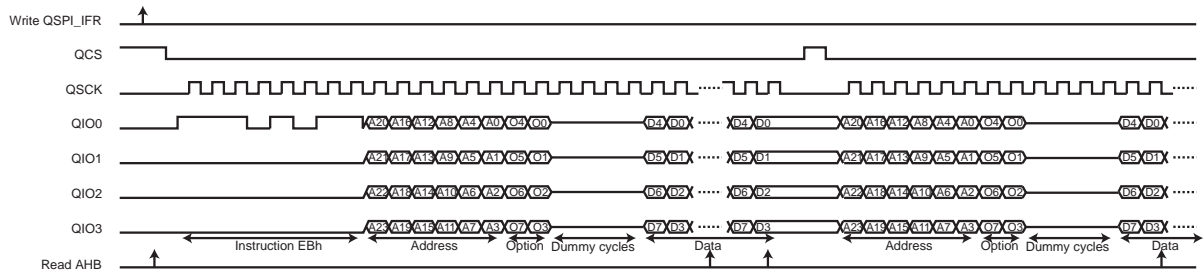 Write QSPI_IFR
QCS
QSCK
QIO0 A20 A16 A12 A8 A4 A0 O4 O0 D4 D0 D4 D0 A20 A16 A12 A8 A4 A0 O4 O0 D4 D0
QIO1 A21 A17 A13 A9 A5 A1 O5 O1 D5 D1 D5 D1 A21 A17 A13 A9 A5 A1 O5 O1 D5 D1
QIO2 A22 A18 A14 A10 A6 A2 O6 O2 D6 D2 D6 D2 A22 A18 A14 A10 A6 A2 O6 O2 D6 D2
QIO3 A23 A19 A15 A11 A7 A3 O7 O3 D7 D3 D7 D3 A23 A19 A15 A11 A7 A3 O7 O3 D7 D3
Instruction EBh Address Option Dummy cycles Data Address Option Dummy cycles Data
Read AHB